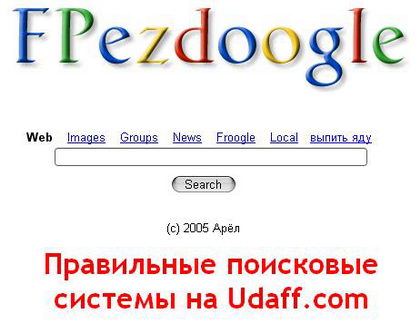 FPezdoogle
Web Images Groups News Froogle Local выпить яду
Search
(c) 2005 Арёл
Правильные поисковые
системы на Udaff.com